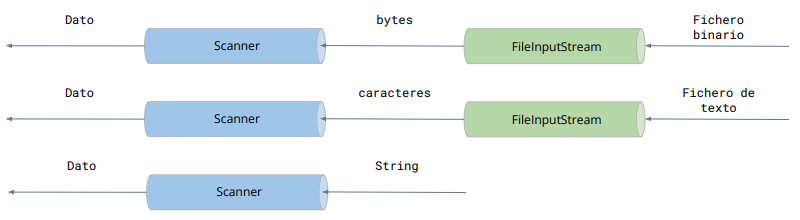 Dato
bytes
Fichero
binario
Scanner
FileInputStream
Dato
caracteres
Fichero de
texto
Scanner
FileInputStream
Dato
String
Scanner